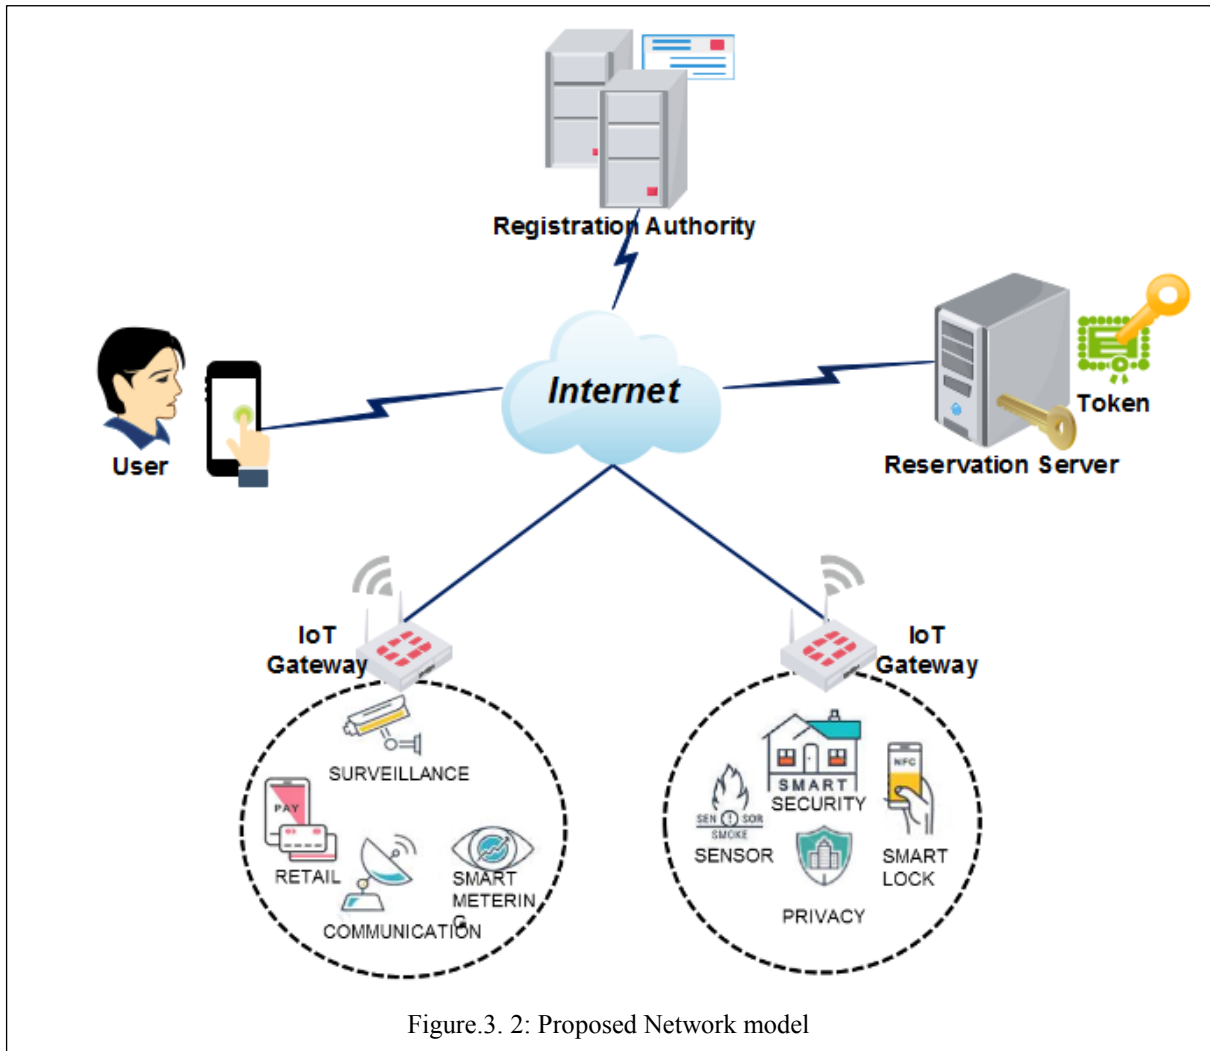 Registration Authority
Internet
User
Token
Reservation Server
IoT
Gateway
IoT
Gateway
SURVEILLANCE
PAY
RETAIL
SMART
METERIN
G
COMMUNICATION
SMART
SECURITY
NFC
SEN SOR
SMOKE
SENSOR
SMART
LOCK
PRIVACY
Figure.3. 2: Proposed Network model